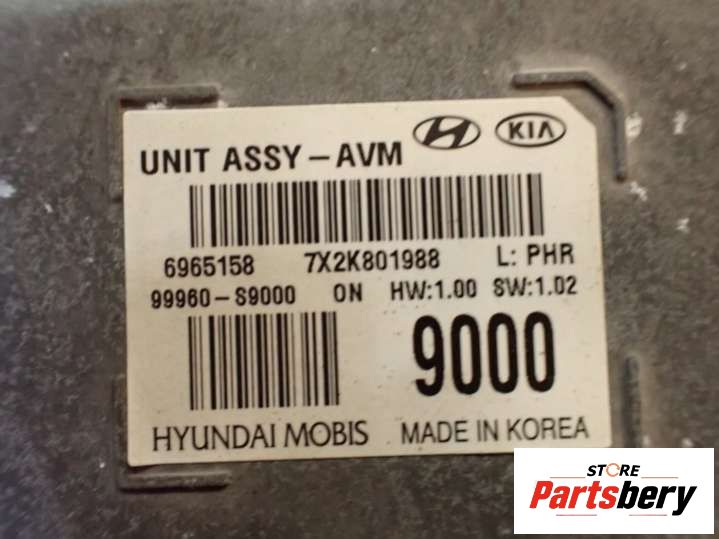 UNIT ASSY-AVM KIA
6965158 7X2K801988 L: PHR
99960-S9000 ON HW:1.00 SW:1.02
9000
HYUNDAI MOBIS MADE IN KOREA
STORE
Partsbery